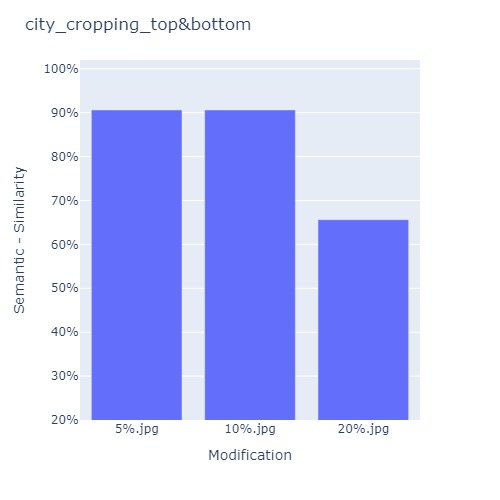 city_cropping_top&bottom
100%
90%
80%
70%
60%
50%
40%
30%
20%
Semantic - Similarity
5%.jpg 10%.jpg 20%.jpg
Modification